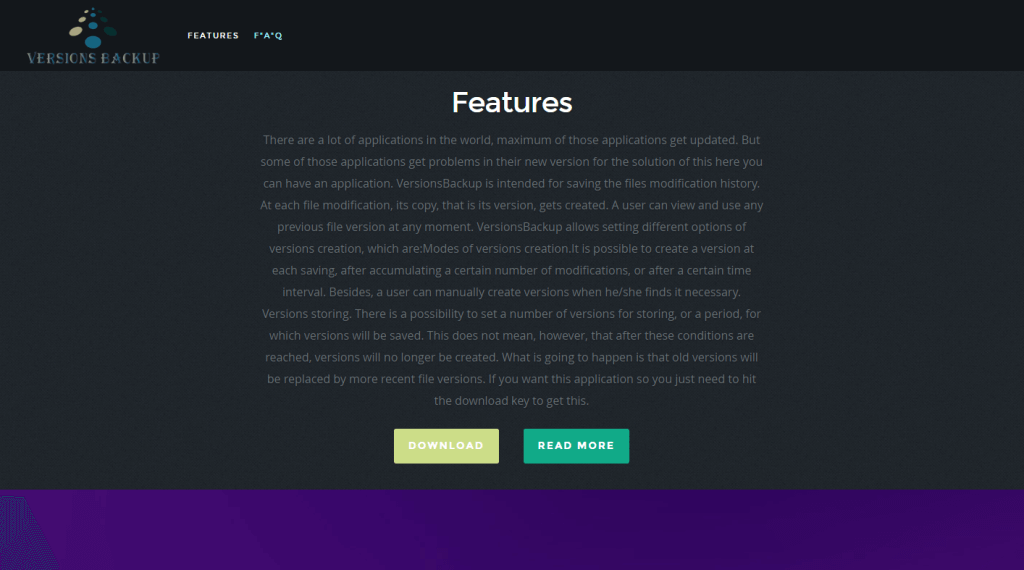 VERSIONS BACKUP
FEATURES
F*A*Q
Features
There are a lot of applications in the world, maximum of those applications get updated. But
some of those applications get problems in their new version for the solution of this here you
can have an application. VersionsBackup is intended for saving the files modification history.
At each file modification, its copy, that is its version, gets created. A user can view and use any
previous file version at any moment. VersionsBackup allows setting different options of
versions creation, which are:Modes of versions creation.It is possible to create a version at
each saving, after accumulating a certain number of modifications, or after a certain time
interval. Besides, a user can manually create versions when he/she finds it necessary.
Versions storing. There is a possibility to set a number of versions for storing, or a period, for
which versions will be saved. This does not mean, however, that after these conditions are
reached, versions will no longer be created. What is going to happen is that old versions will
be replaced by more recent file versions. If you want this application so you just need to hit
the download key to get this.
DOWNLOAD
READ MORE